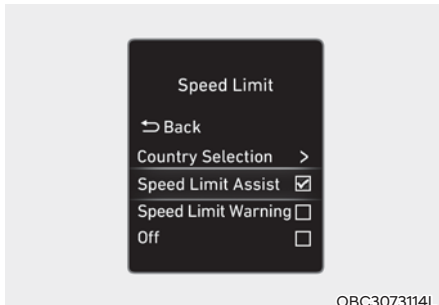 Speed Limit
Back
Country Selection >
Speed Limit Assist
Speed Limit Warning
Off
OBC3073114L